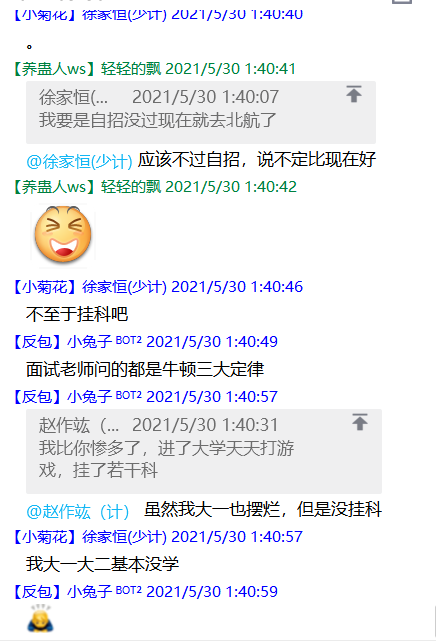 【小菊花】徐家恒(少计) 2021/5/30 1:40:40
。
【养蛊人ws】轻轻的飘 2021/5/30 1:40:41
徐家恒(... 2021/5/30 1:40:07
我要是自招没过现在就去北航了
@徐家恒(少计) 应该不过自招，说不定比现在好
【养蛊人ws】轻轻的飘 2021/5/30 1:40:42
【小菊花】徐家恒(少计) 2021/5/30 1:40:46
不至于挂科吧
【反包】小兔子 BOT2 2021/5/30 1:40:49
面试老师问的都是牛顿三大定律
【反包】小兔子 BOT2 2021/5/30 1:40:57
赵作竑（... 2021/5/30 1:40:31
我比你惨多了，进了大学天天打游
戏，挂了若干科
@赵作竑（计） 虽然我大一也摆烂，但是没挂科
【小菊花】徐家恒(少计) 2021/5/30 1:40:57
我大一大二基本没学
【反包】小兔子 BOT2 2021/5/30 1:40:59